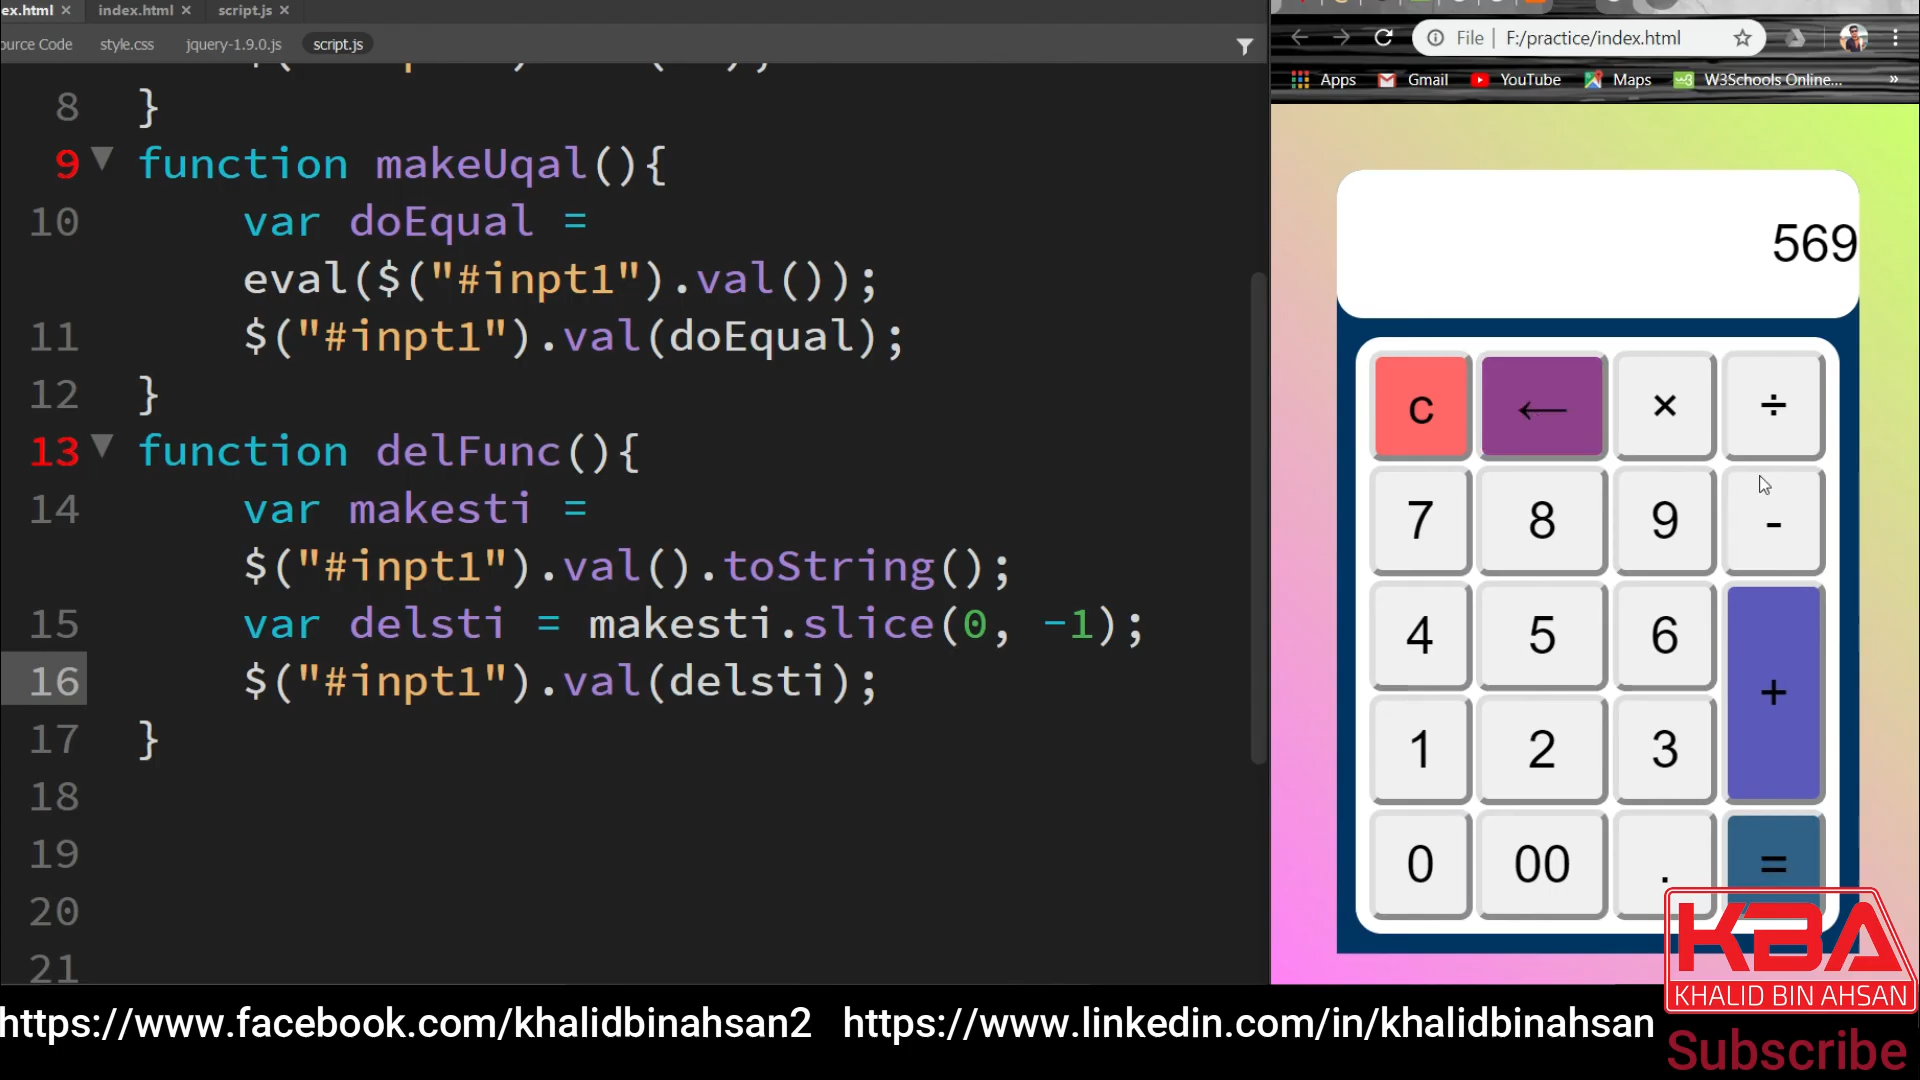 ex.html × index.html × script.js ×
ource Code style.css jquery-1.9.0.js script.js
8 }
9 function makeUqal(){
10 var doEqual =
eval($("#inpt1").val());
11 $("#inpt1").val(doEqual);
12 }
13 function delFunc(){
14 var makesti =
$("#inpt1").val().toString();
15 var delsti = makesti.slice(0, -1);
16 $("#inpt1").val(delsti);
17 }
18
19
20
21
File | F:/practice/index.html
Apps Gmail YouTube Maps W3Schools Online... »
569
c ← × ÷
7 8 9 -
4 5 6 +
1 2 3
0 00 . =
KBA
KHALID BIN AHSAN
https://www.facebook.com/khalidbinahsan2 https://www.linkedin.com/in/khalidbinahsan
Subscribe